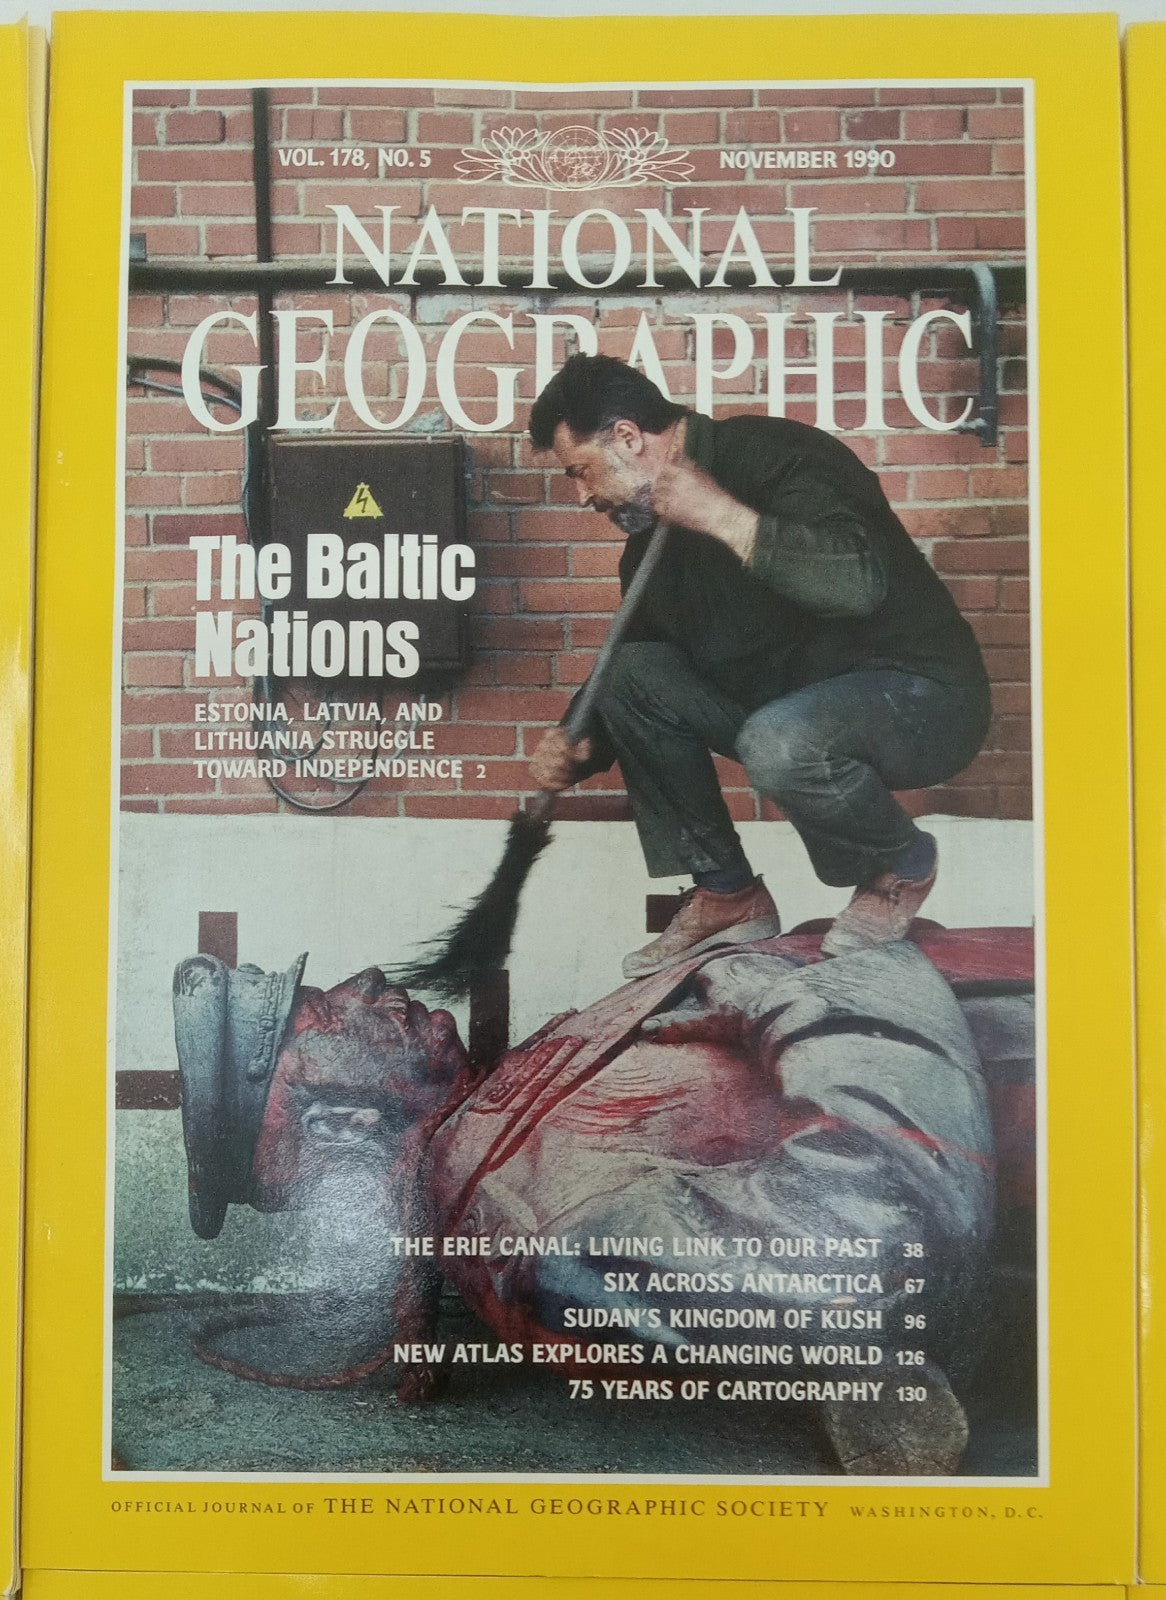 VOL. 178, NO. 5 NOVEMBER 1990
NATIONAL
GEOGRAPHIC
The Baltic
Nations
ESTONIA, LATVIA, AND
LITHUANIA STRUGGLE
TOWARD INDEPENDENCE 2
THE ERIE CANAL: LIVING LINK TO OUR PAST 38
SIX ACROSS ANTARCTICA 67
SUDAN'S KINGDOM OF KUSH 96
NEW ATLAS EXPLORES A CHANGING WORLD 126
75 YEARS OF CARTOGRAPHY 130
OFFICIAL JOURNAL OF THE NATIONAL GEOGRAPHIC SOCIETY WASHINGTON, D.C.